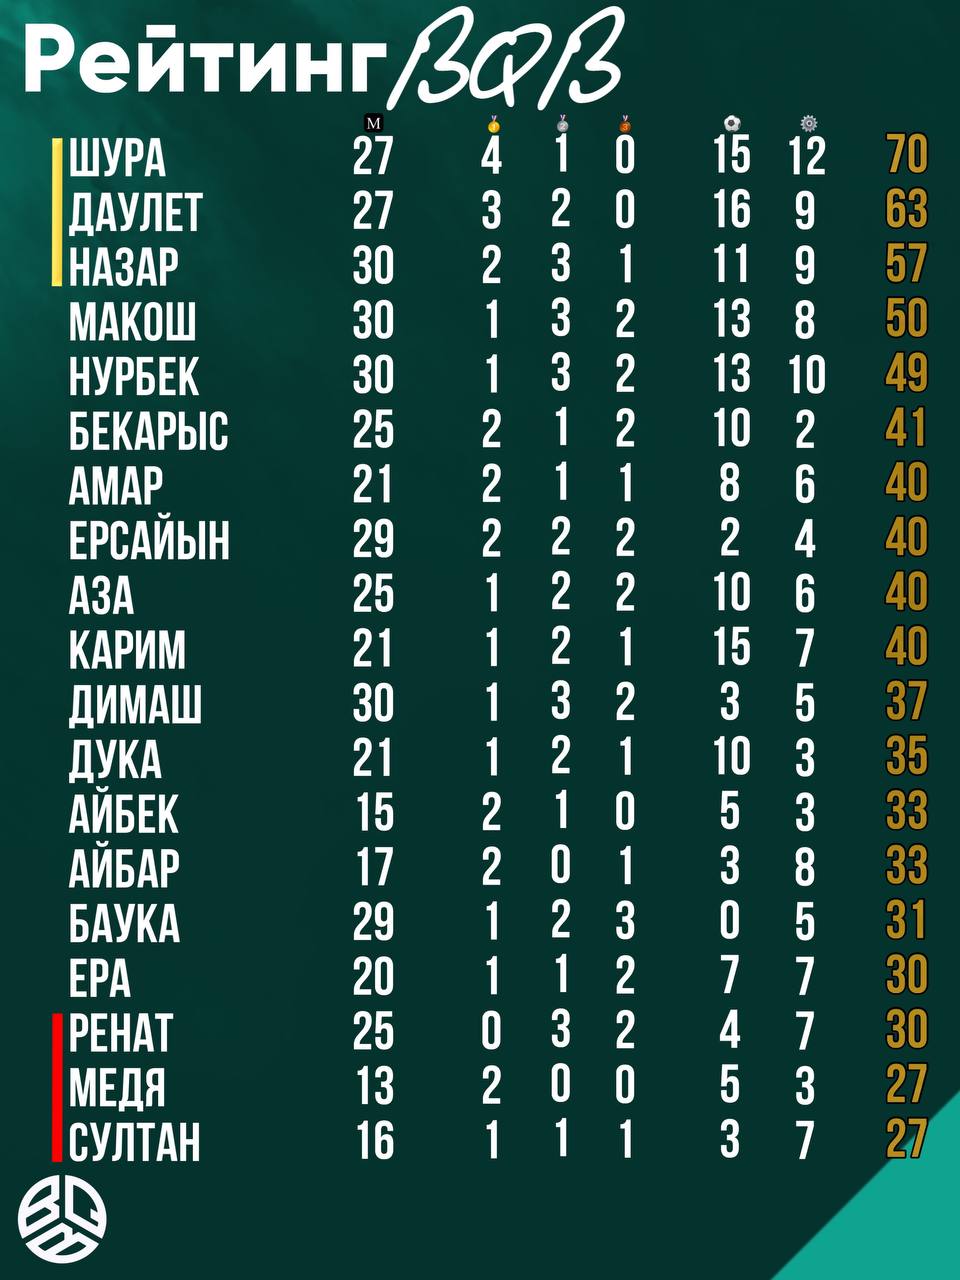 Рейтинг BQB
M 1 2 3
ШУРА 27 4 1 0 15 12 70
ДАУЛЕТ 27 3 2 0 16 9 63
НАЗАР 30 2 3 1 11 9 57
МАКОШ 30 1 3 2 13 8 50
НУРБЕК 30 1 3 2 13 10 49
БЕКАРЫС 25 2 1 2 10 2 41
АМАР 21 2 1 1 8 6 40
ЕРСАЙЫН 29 2 2 2 2 4 40
АЗА 25 1 2 2 10 6 40
КАРИМ 21 1 2 1 15 7 40
ДИМАШ 30 1 3 2 3 5 37
ДУКА 21 1 2 1 10 3 35
АЙБЕК 15 2 1 0 5 3 33
АЙБАР 17 2 0 1 3 8 33
БАУКА 29 1 2 3 0 5 31
ЕРА 20 1 1 2 7 7 30
РЕНАТ 25 0 3 2 4 7 30
МЕДЯ 13 2 0 0 5 3 27
СУЛТАН 16 1 1 1 3 7 27
BQB